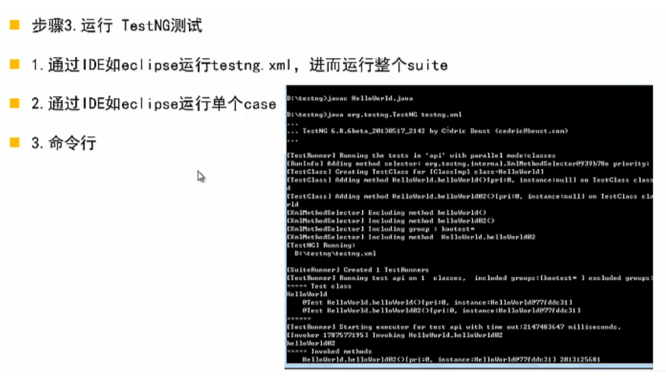 步骤3.运行 TestNG测试
1.通过IDE如eclipse运行testng.xml，进而运行整个suite
2.通过IDE如eclipse运行单个case
3.命令行
D:\testng>javac HelloWorld.java
D:\testng>java org.testng.TestNG testng.xml
...
... TestNG 6.8.6beta_20130517_2142 by Cédric Beust (cedric@beust.com)
...
[TestRunner] Running the tests in 'api' with parallel mode:classes
[RunInfo] Adding method selector: org.testng.internal.XmlMethodSelector@939b78e priority:
[TestClass] Creating TestClass for [ClassImpl class=HelloWorld]
[TestClass] Adding method HelloWorld.helloWorld()[pri:0, instance:null] on TestClass class
d
[TestClass] Adding method HelloWorld.helloWorld02()[pri:0, instance:null] on TestClass cla
rld
[XmlMethodSelector] Excluding method helloWorld()
[XmlMethodSelector] Including method helloWorld02()
[XmlMethodSelector] Including group : hootest=
[XmlMethodSelector] Including method HelloWorld.helloWorld02
[TestNG] Running:
D:\testng\testng.xml
[SuiteRunner] Created 1 TestRunners
[TestRunner] Running test api on 1 classes, included groups:[hootest= ] excluded groups:
===== Test class
HelloWorld
@Test HelloWorld.helloWorld()[pri:0, instance:HelloWorld@77fddc31]
@Test HelloWorld.helloWorld02()[pri:0, instance:HelloWorld@77fddc31]
======
[TestRunner] Starting executor for test api with time out:2147483647 milliseconds.
[Invoker 1787577195] Invoking HelloWorld.helloWorld02
helloWorld02
===== Invoked methods
HelloWorld.helloWorld02()[pri:0, instance:HelloWorld@77fddc31] 2013125681